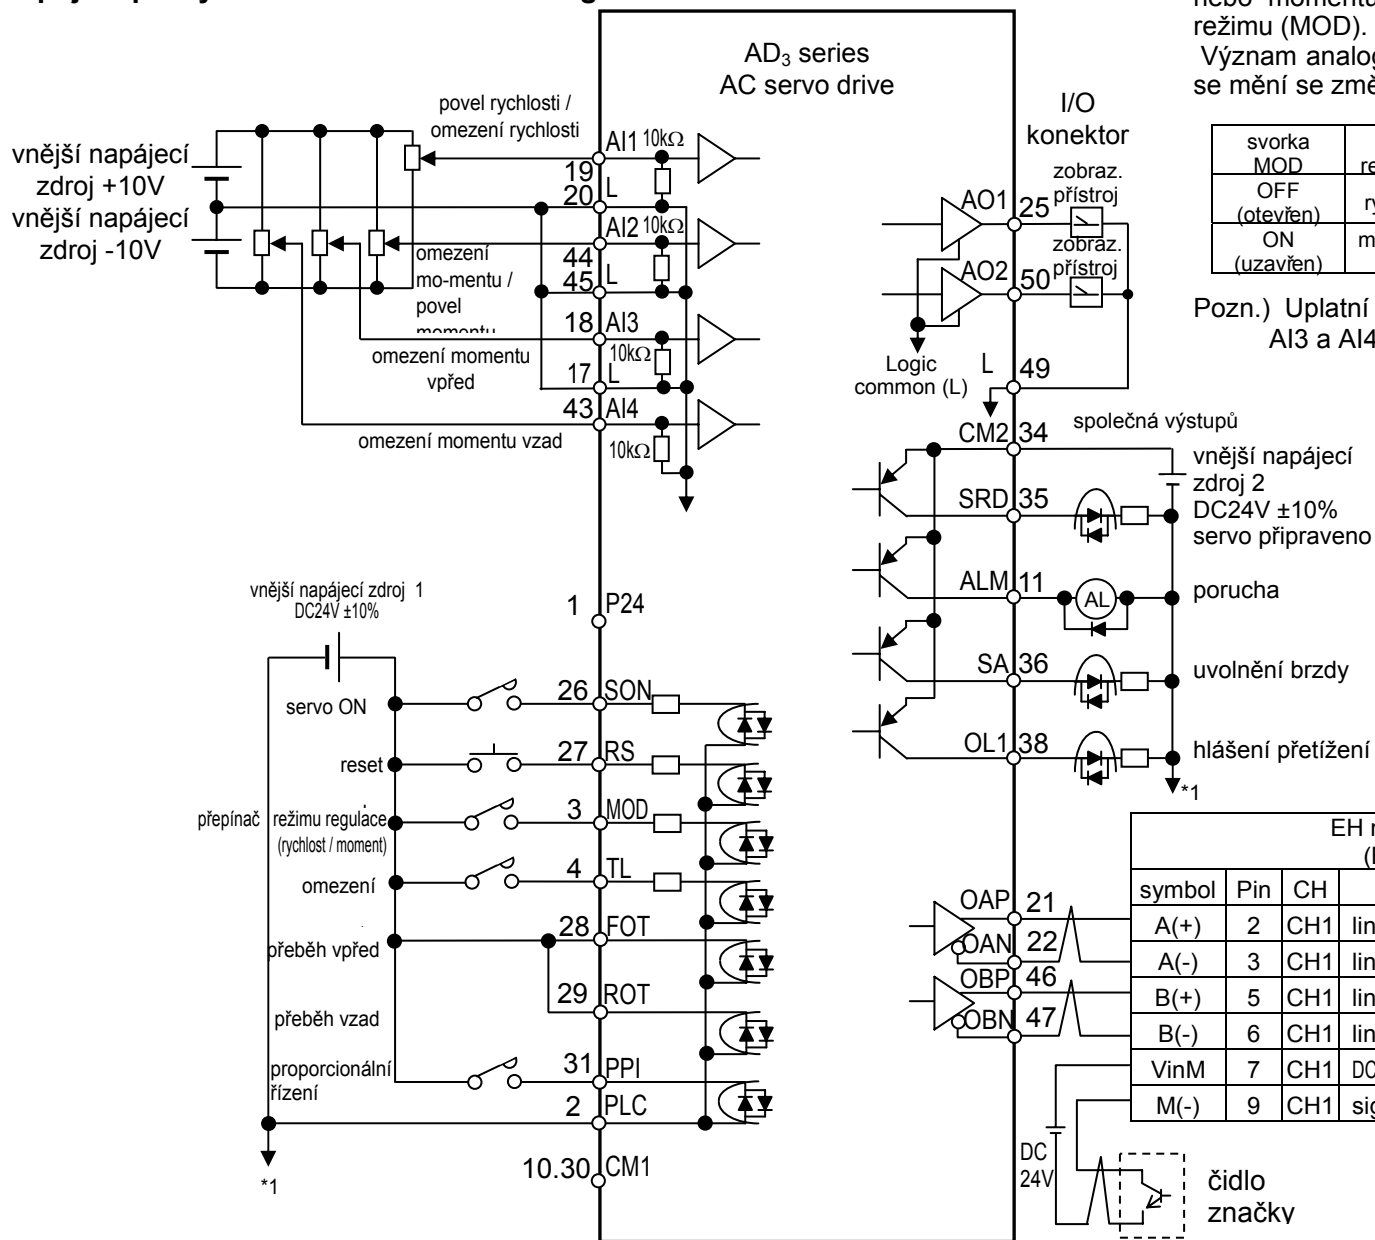 režimu (MOD).
Význam analog
se mění se změ
AD3 series
AC servo drive
I/O
konektor
povel rychlosti /
omezení rychlosti
vnější napájecí
zdroj +10V
vnější napájecí
zdroj -10V
AI1 10kΩ
19
20 L
AI2 10kΩ
44
45 L
omezení
mo-mentu /
povel
momentu
18 AI3
10kΩ
omezení momentu
vpřed
17 L
43 AI4
10kΩ
omezení momentu vzad
zobraz.
přístroj
AO1 25
zobraz.
přístroj
AO2 50
Logic
common (L)
L 49
svorka
MOD
OFF
(otevřen)
ON
(uzavřen)
Pozn.) Uplatní
AI3 a AI4
CM2 34
společná výstupů
vnější napájecí
zdroj 2
DC24V ±10%
SRD 35
servo připraveno
ALM 11
AL
porucha
SA 36
uvolnění brzdy
OL1 38
hlášení přetížení
*1
vnější napájecí zdroj 1
DC24V ±10%
1 P24
servo ON
26 SON
reset
27 RS
přepínač režimu regulace
(rychlost / moment)
3 MOD
omezení
4 TL
přeběh vpřed
28 FOT
přeběh vzad
29 ROT
proporcionální
řízení
31 PPI
2 PLC
*1
10.30 CM1
OAP 21
OAN 22
OBP 46
OBN 47
symbol Pin CH
A(+) 2 CH1 lin
A(-) 3 CH1 lin
B(+) 5 CH1 lin
B(-) 6 CH1 lin
VinM 7 CH1 DC
M(-) 9 CH1 sig
DC
24V
čidlo
značky